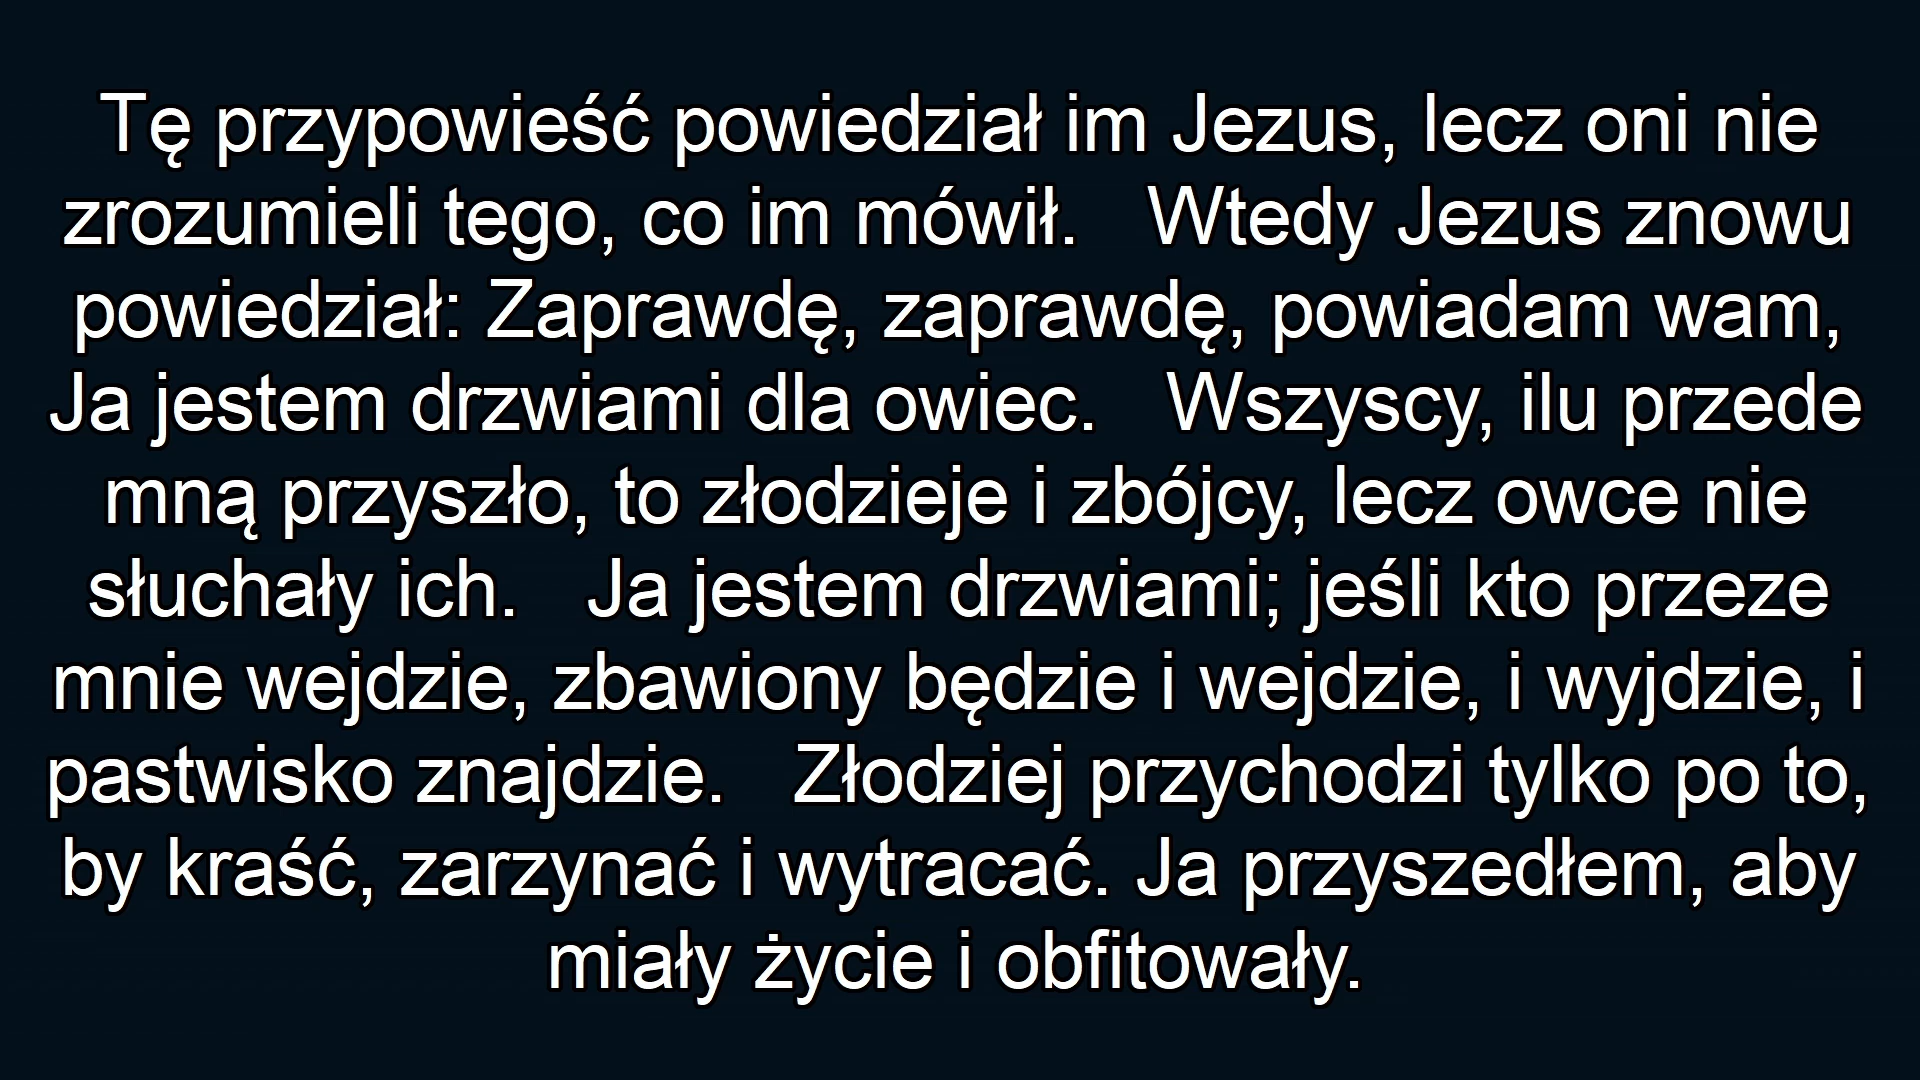 Tę przypowieść powiedział im Jezus, lecz oni nie
zrozumieli tego, co im mówił.   Wtedy Jezus znowu
powiedział: Zaprawdę, zaprawdę, powiadam wam,
Ja jestem drzwiami dla owiec.   Wszyscy, ilu przede
mną przyszło, to złodzieje i zbójcy, lecz owce nie
słuchały ich.   Ja jestem drzwiami; jeśli kto przeze
mnie wejdzie, zbawiony będzie i wejdzie, i wyjdzie, i
pastwisko znajdzie.   Złodziej przychodzi tylko po to,
by kraść, zarzynać i wytracać. Ja przyszedłem, aby
miały życie i obfitowały.